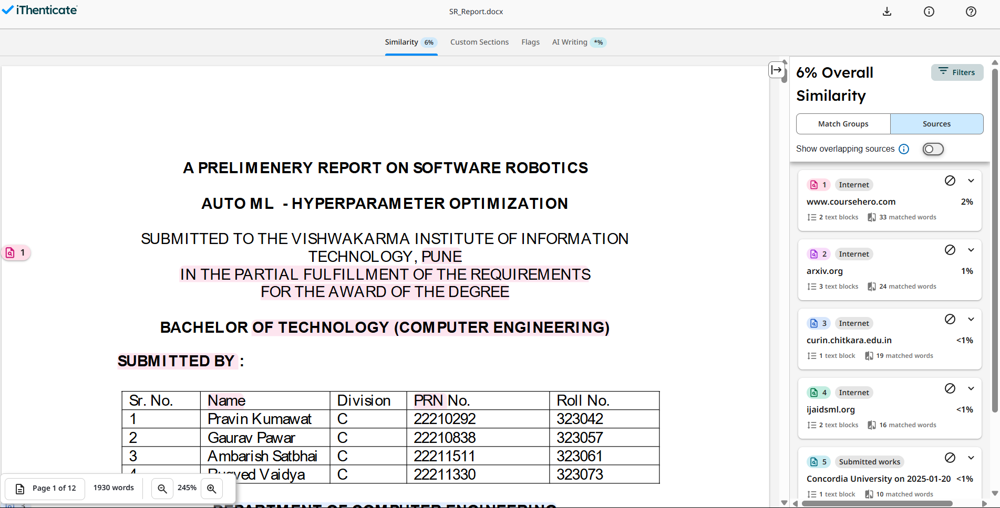 iThenticate
SR_Report.docx
Similarity 6% Custom Sections Flags AI Writing *%
A PRELIMENERY REPORT ON SOFTWARE ROBOTICS
AUTO ML - HYPERPARAMETER OPTIMIZATION
SUBMITTED TO THE VISHWAKARMA INSTITUTE OF INFORMATION
TECHNOLOGY, PUNE
1
IN THE PARTIAL FULFILLMENT OF THE REQUIREMENTS
FOR THE AWARD OF THE DEGREE
BACHELOR OF TECHNOLOGY (COMPUTER ENGINEERING)
SUBMITTED BY :
Sr. No. Name Division PRN No. Roll No.
1 Pravin Kumawat C 22210292 323042
2 Gaurav Pawar C 22210838 323057
3 Ambarish Satbhai C 22211511 323061
4 Rugved Vaidya C 22211330 323073
DEPARTMENT OF COMPUTER ENGINEERING
3
Page 1 of 12 1930 words 245%
6% Overall
Similarity
Filters
Match Groups Sources
Show overlapping sources
1 Internet
www.coursehero.com 2%
2 text blocks 33 matched words
2 Internet
arxiv.org 1%
3 text blocks 24 matched words
3 Internet
curin.chitkara.edu.in <1%
1 text block 19 matched words
4 Internet
ijaidsml.org <1%
2 text blocks 16 matched words
5 Submitted works
Concordia University on 2025-01-20 <1%
1 text block 10 matched words